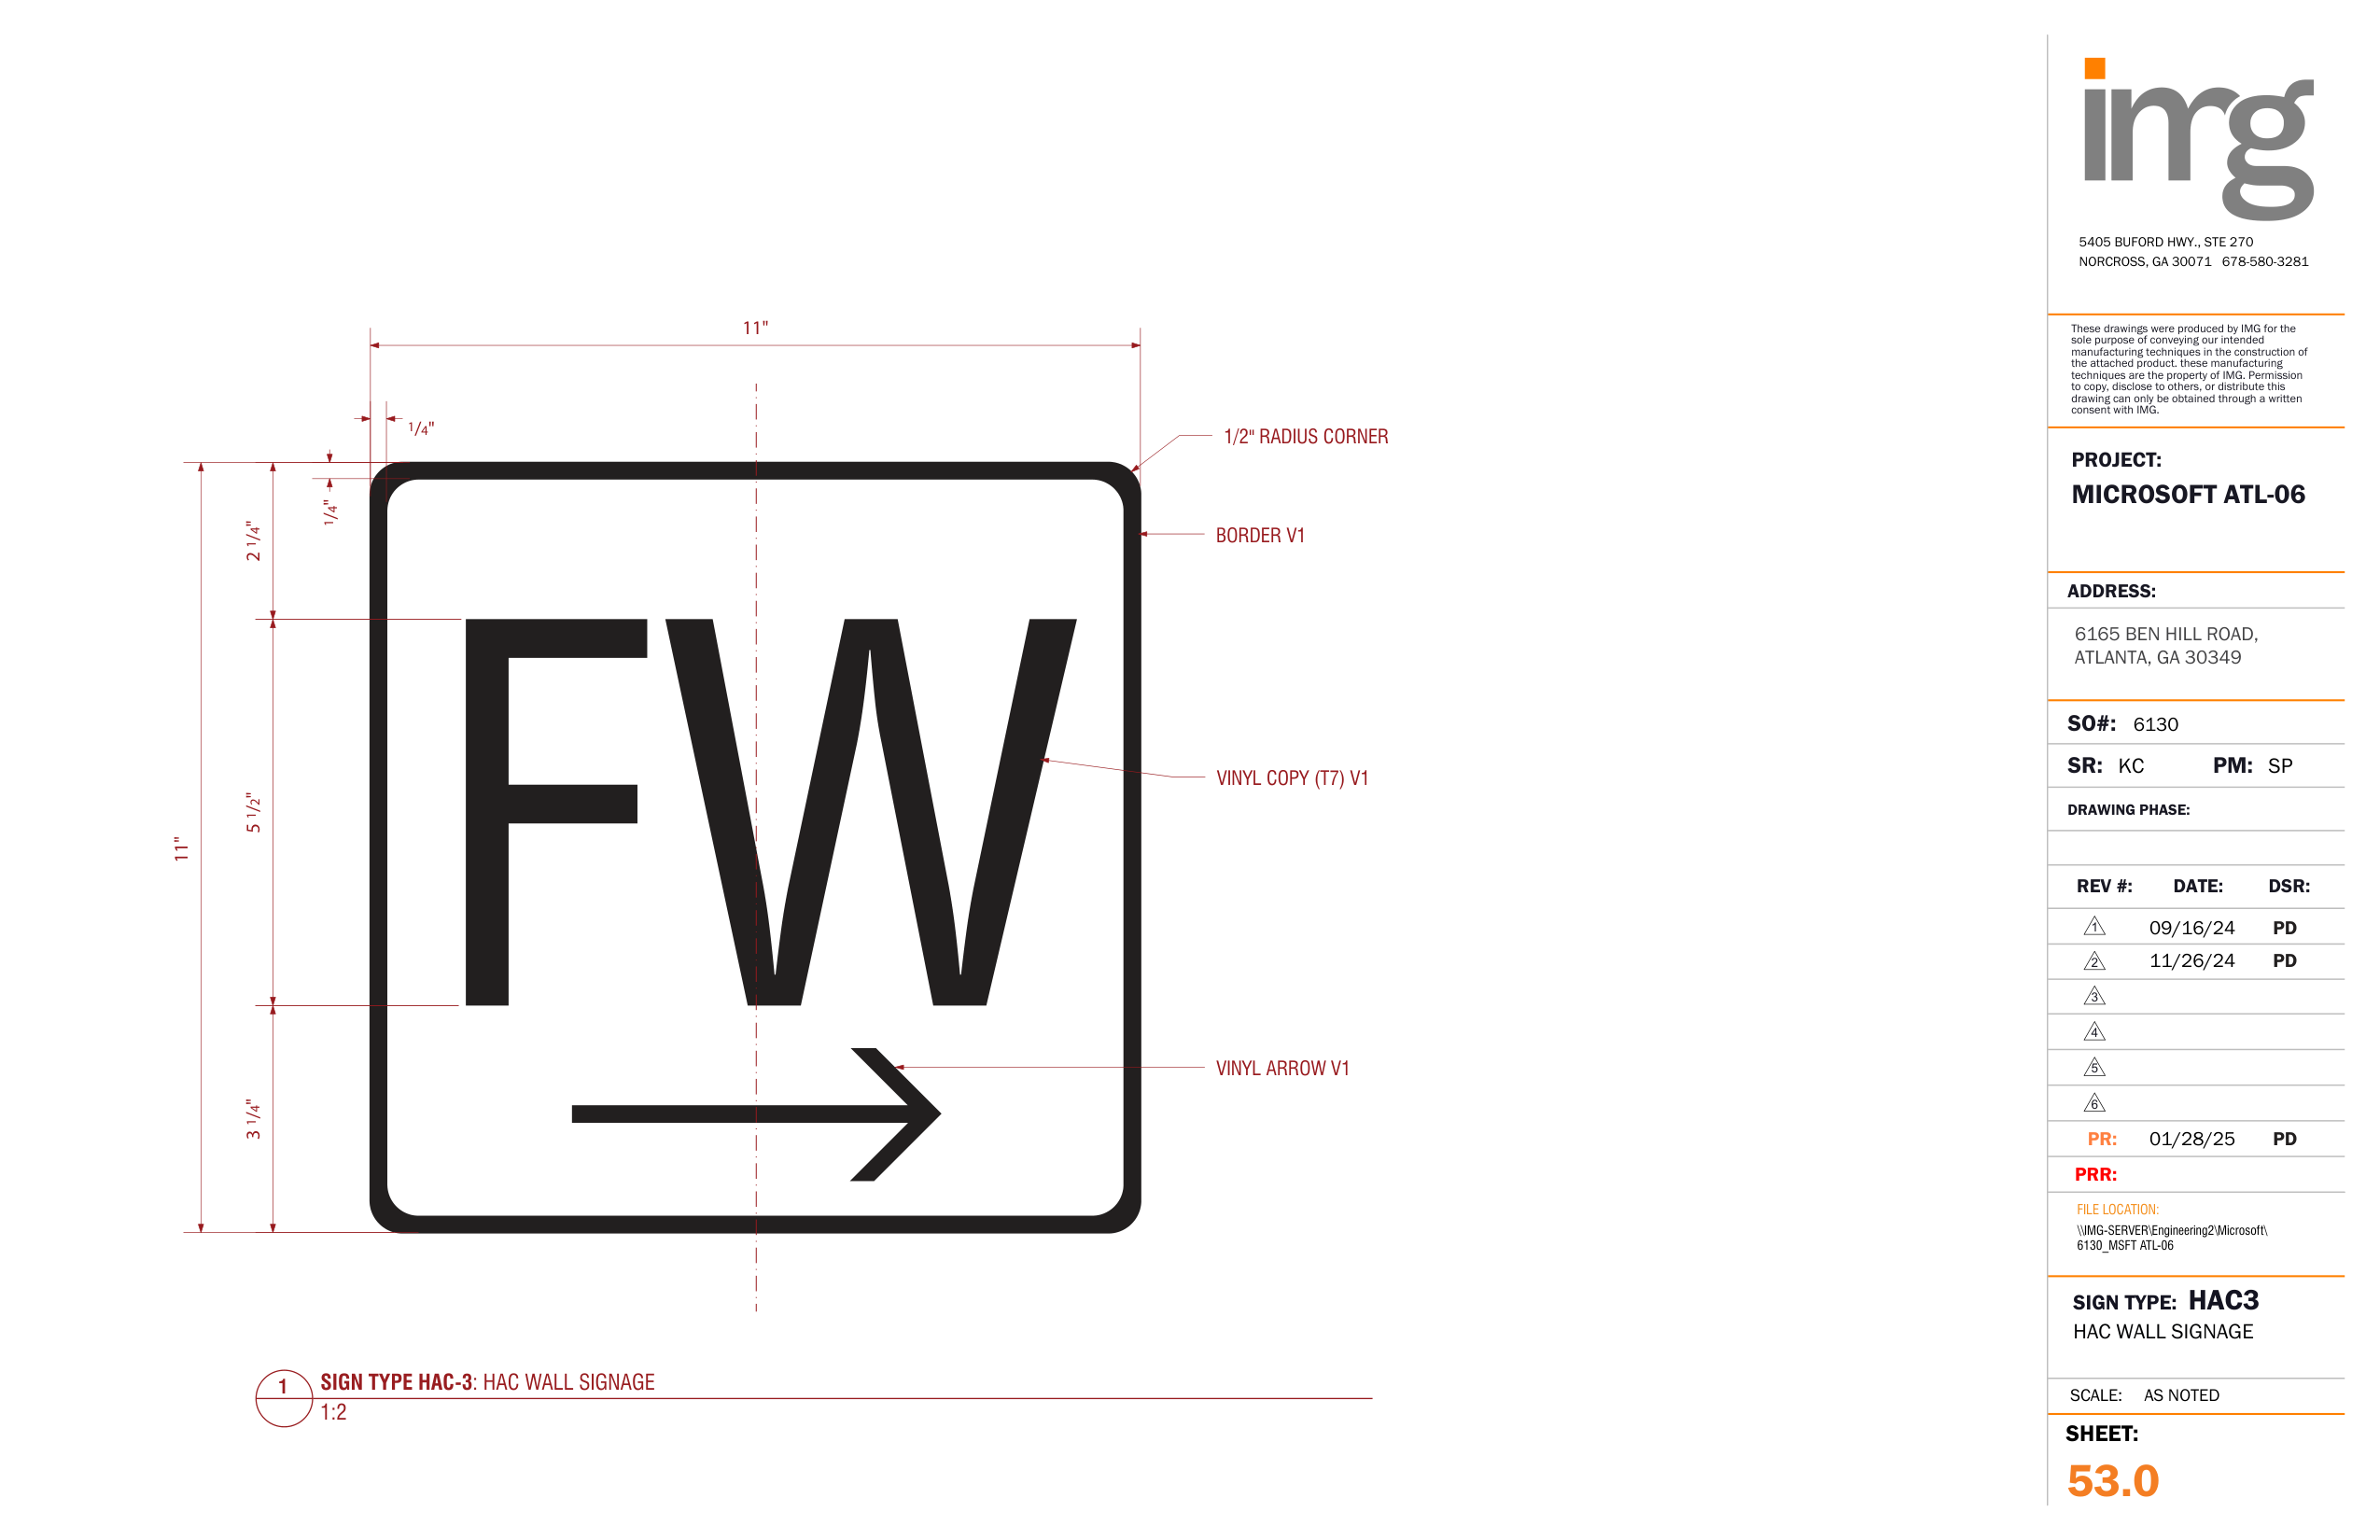 11"
1/4"
1/4"
2 1/4"
5 1/2"
11"
3 1/4"
1/2" RADIUS CORNER
BORDER V1
VINYL COPY (T7) V1
VINYL ARROW V1
FW
1
SIGN TYPE HAC-3: HAC WALL SIGNAGE
1:2
img
5405 BUFORD HWY., STE 270
NORCROSS, GA 30071 678-580-3281
These drawings were produced by IMG for the
sole purpose of conveying our intended
manufacturing techniques in the construction of
the attached product. these manufacturing
techniques are the property of IMG. Permission
to copy, disclose to others, or distribute this
drawing can only be obtained through a written
consent with IMG.
PROJECT:
MICROSOFT ATL-06
ADDRESS:
6165 BEN HILL ROAD,
ATLANTA, GA 30349
SO#: 6130
SR: KC PM: SP
DRAWING PHASE:
REV #: DATE: DSR:
1 09/16/24 PD
2 11/26/24 PD
3
4
5
6
PR: 01/28/25 PD
PRR:
FILE LOCATION:
\\IMG-SERVER\Engineering2\Microsoft\
6130_MSFT ATL-06
SIGN TYPE: HAC3
HAC WALL SIGNAGE
SCALE: AS NOTED
SHEET:
53.0